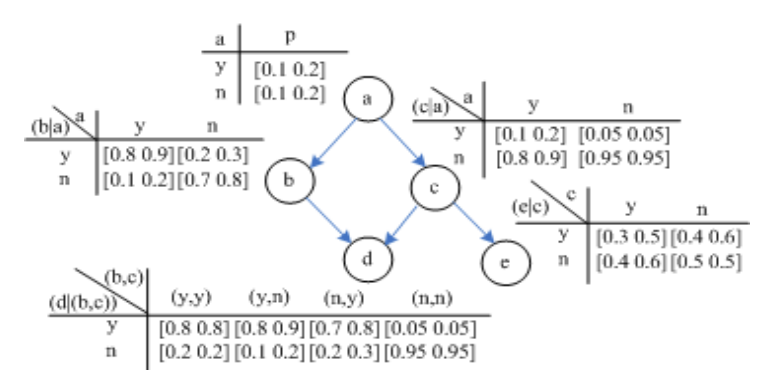 a p
y [0.1 0.2]
n [0.1 0.2]
a
(c|a) a y n
y [0.1 0.2] [0.05 0.05]
n [0.8 0.9] [0.95 0.95]
(b|a) a y n
y [0.8 0.9] [0.2 0.3]
n [0.1 0.2] [0.7 0.8]
b
c
(e|c) c y n
y [0.3 0.5] [0.4 0.6]
n [0.4 0.6] [0.5 0.5]
d
e
(b,c)
(d|(b,c)) (y,y) (y,n) (n,y) (n,n)
y [0.8 0.8] [0.8 0.9] [0.7 0.8] [0.05 0.05]
n [0.2 0.2] [0.1 0.2] [0.2 0.3] [0.95 0.95]